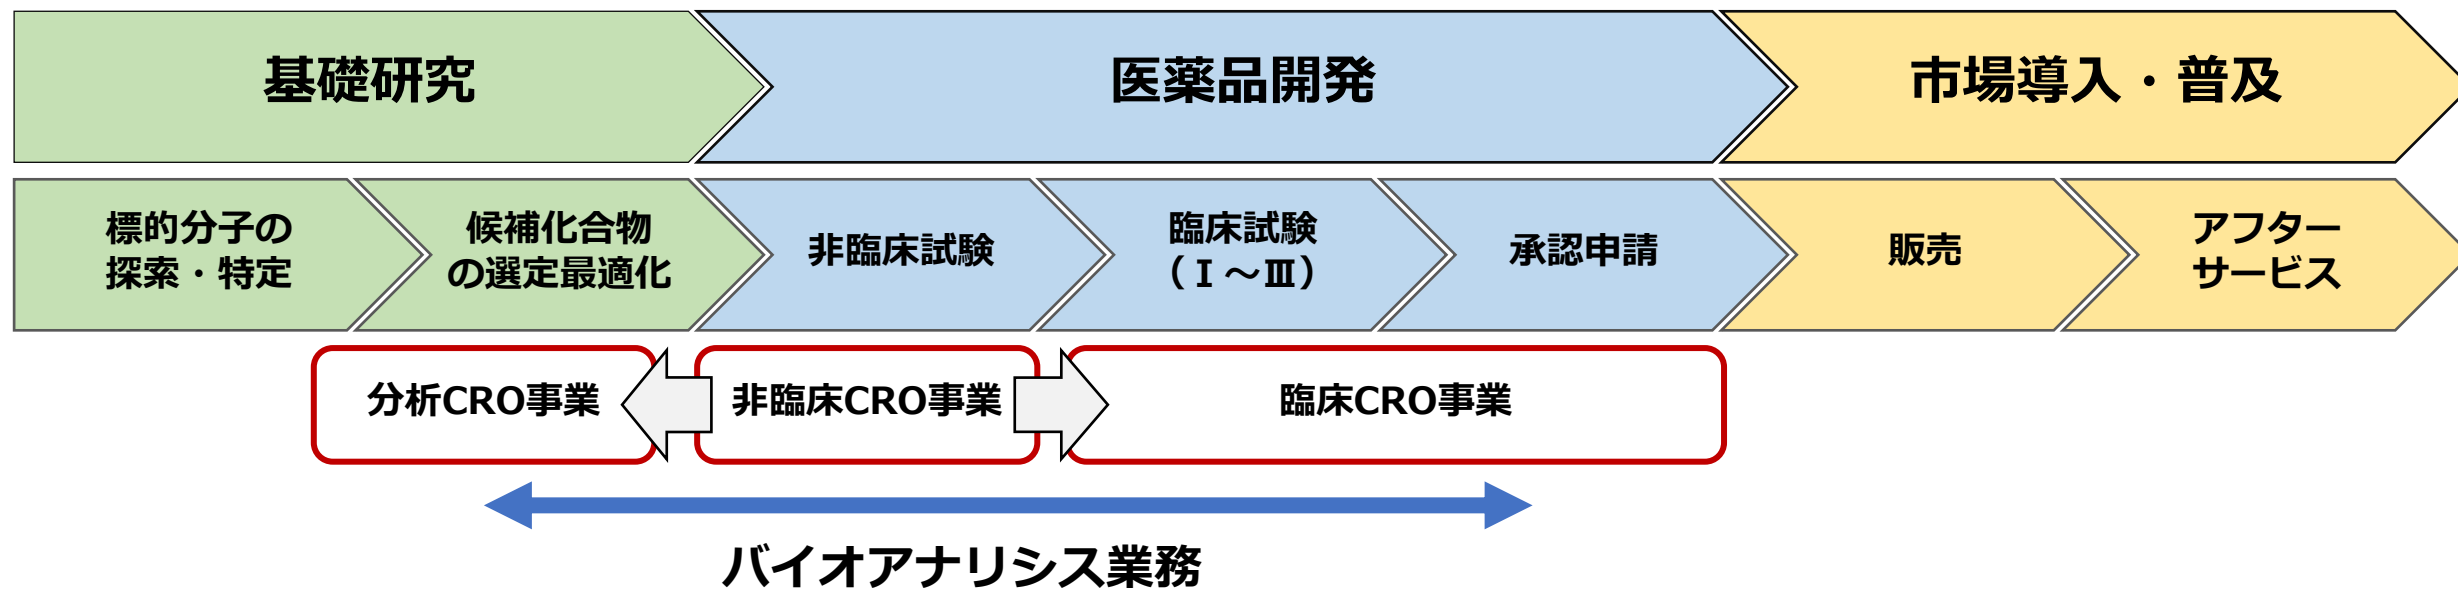 基礎研究
医薬品開発
市場導入・普及
標的分子の
探索・特定
候補化合物
の選定最適化
非臨床試験
臨床試験
（Ⅰ～Ⅲ）
承認申請
販売
アフター
サービス
分析CRO事業
非臨床CRO事業
臨床CRO事業
バイオアナリシス業務